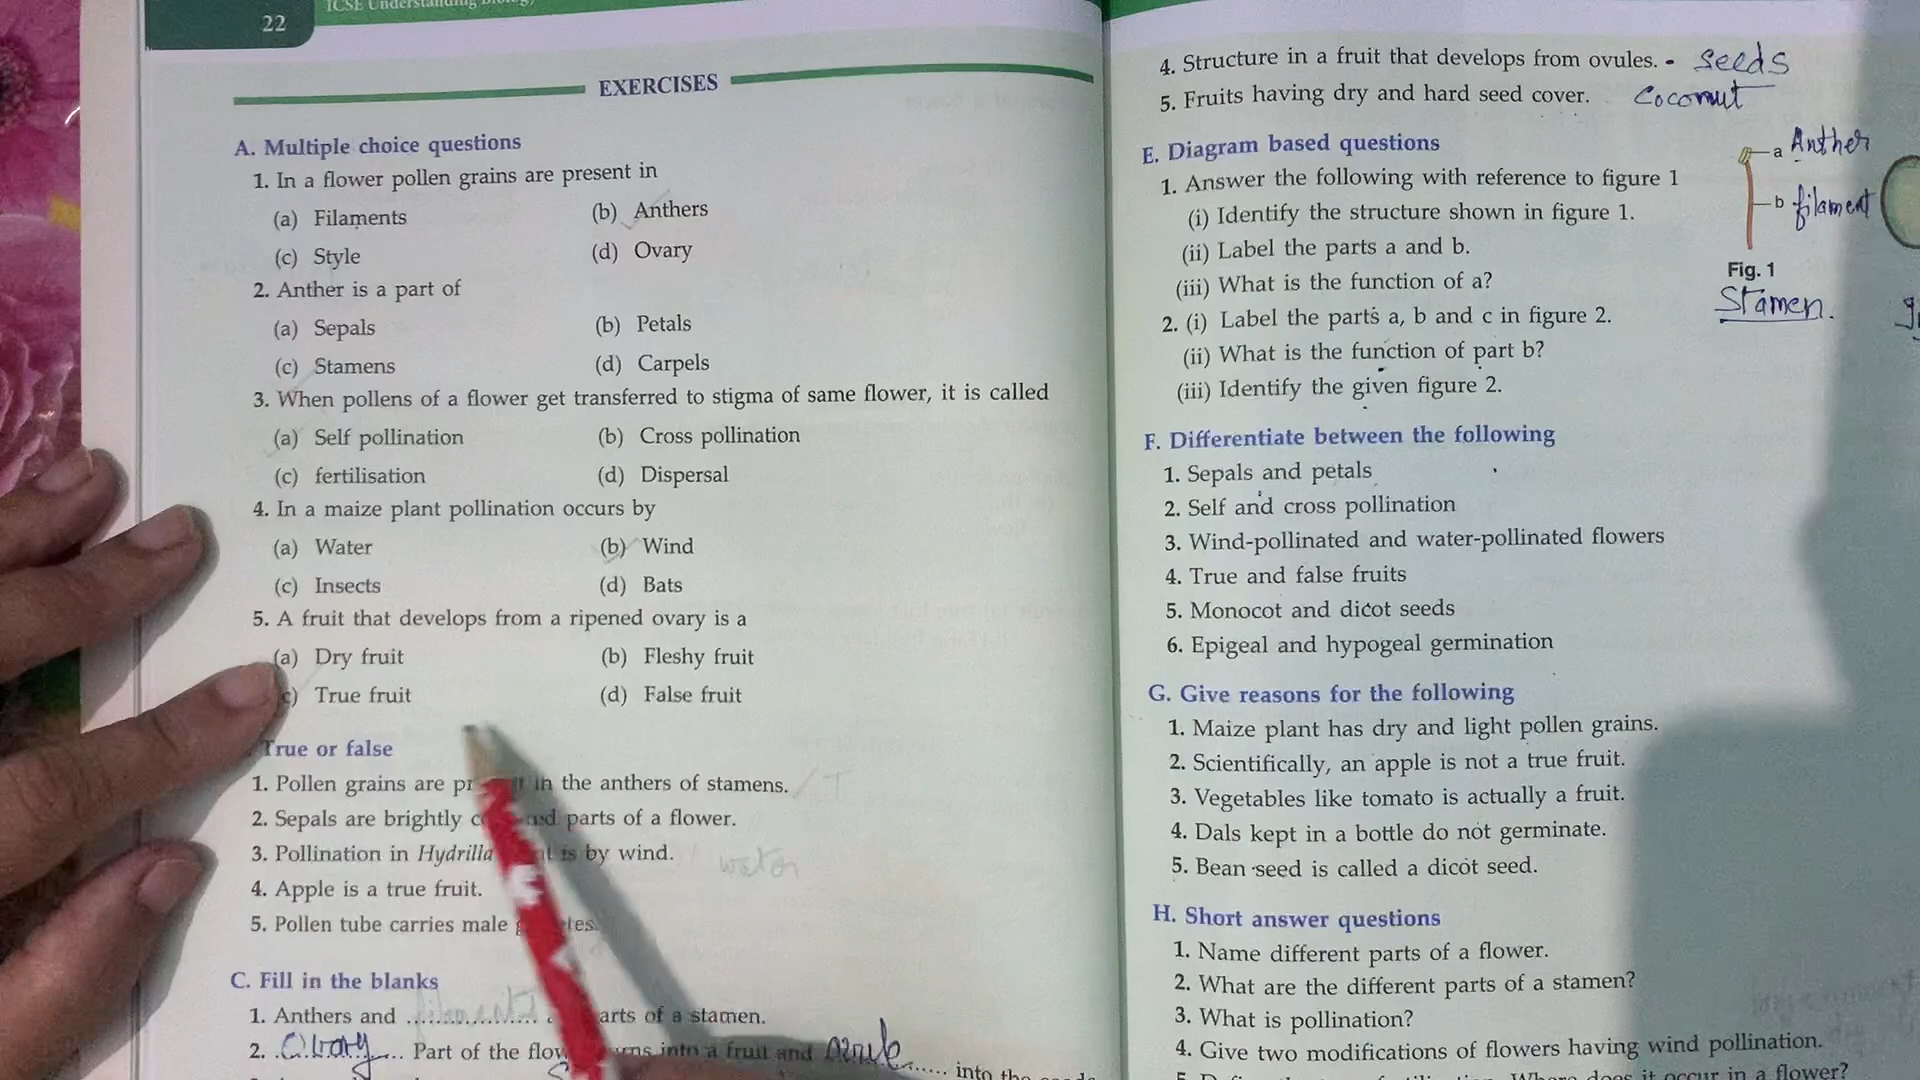 22
ICSE Understanding Biology
EXERCISES
A. Multiple choice questions
1. In a flower pollen grains are present in
(a) Filaments (b) Anthers
(c) Style (d) Ovary
2. Anther is a part of
(a) Sepals (b) Petals
(c) Stamens (d) Carpels
3. When pollens of a flower get transferred to stigma of same flower, it is called
(a) Self pollination (b) Cross pollination
(c) fertilisation (d) Dispersal
4. In a maize plant pollination occurs by
(a) Water (b) Wind
(c) Insects (d) Bats
5. A fruit that develops from a ripened ovary is a
(a) Dry fruit (b) Fleshy fruit
c) True fruit (d) False fruit
True or false
1. Pollen grains are in the anthers of stamens. T
2. Sepals are brightly parts of a flower.
3. Pollination in Hydrilla is by wind. water
4. Apple is a true fruit.
5. Pollen tube carries male
C. Fill in the blanks
1. Anthers and ......filaments...... parts of a stamen.
2. ..Ovary.... Part of the into a fruit and ..... into the
4. Structure in a fruit that develops from ovules. - Seeds
5. Fruits having dry and hard seed cover. Coconut
E. Diagram based questions
1. Answer the following with reference to figure 1
(i) Identify the structure shown in figure 1.
(ii) Label the parts a and b.
(iii) What is the function of a?
2. (i) Label the parts a, b and c in figure 2.
(ii) What is the function of part b?
(iii) Identify the given figure 2.
a Anther
b filament
Fig. 1
Stamen.
F. Differentiate between the following
1. Sepals and petals
2. Self and cross pollination
3. Wind-pollinated and water-pollinated flowers
4. True and false fruits
5. Monocot and dicot seeds
6. Epigeal and hypogeal germination
G. Give reasons for the following
1. Maize plant has dry and light pollen grains.
2. Scientifically, an apple is not a true fruit.
3. Vegetables like tomato is actually a fruit.
4. Dals kept in a bottle do not germinate.
5. Bean seed is called a dicot seed.
H. Short answer questions
1. Name different parts of a flower.
2. What are the different parts of a stamen?
3. What is pollination?
4. Give two modifications of flowers having wind pollination.
Where does it occur in a flower?